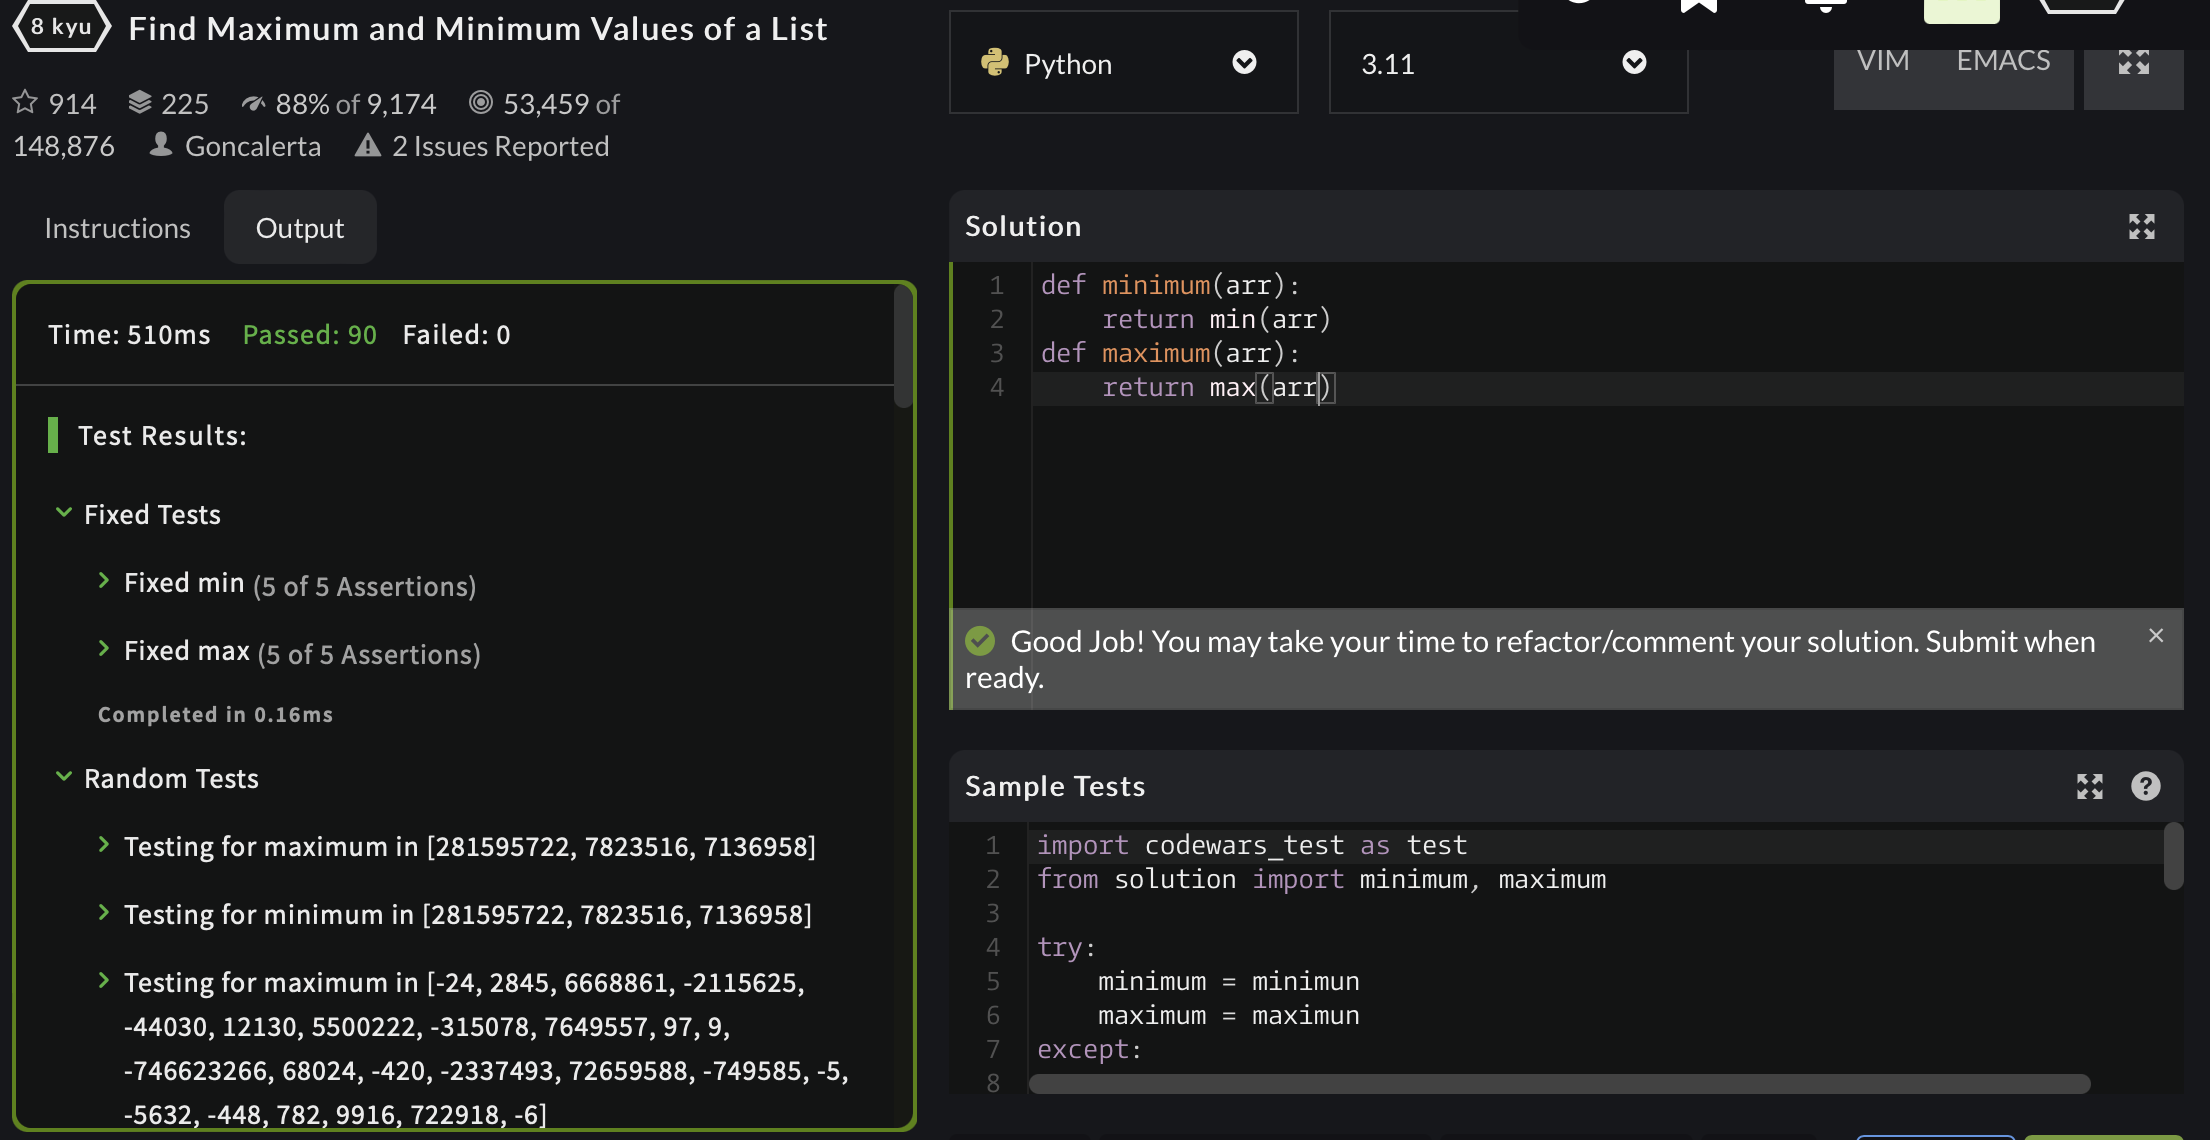 8 kyu
Find Maximum and Minimum Values of a List
914 225 88% of 9,174 53,459 of
148,876 Goncalerta 2 Issues Reported
Instructions Output
Time: 510ms Passed: 90 Failed: 0
Test Results:
Fixed Tests
Fixed min (5 of 5 Assertions)
Fixed max (5 of 5 Assertions)
Completed in 0.16ms
Random Tests
Testing for maximum in [281595722, 7823516, 7136958]
Testing for minimum in [281595722, 7823516, 7136958]
Testing for maximum in [-24, 2845, 6668861, -2115625,
-44030, 12130, 5500222, -315078, 7649557, 97, 9,
-746623266, 68024, -420, -2337493, 72659588, -749585, -5,
-5632, -448, 782, 9916, 722918, -6]
Python
3.11
VIM EMACS
Solution
1 def minimum(arr):
2     return min(arr)
3 def maximum(arr):
4     return max(arr)
Good Job! You may take your time to refactor/comment your solution. Submit when
ready.
Sample Tests
1 import codewars_test as test
2 from solution import minimum, maximum
3
4 try:
5     minimum = minimun
6     maximum = maximun
7 except:
8